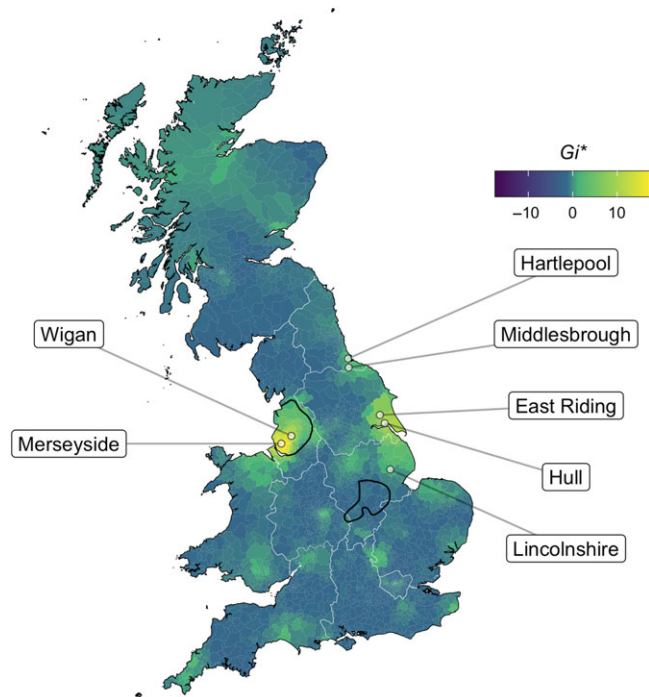 Gi*
−10 0 10
Hartlepool
Wigan
Middlesbrough
East Riding
Merseyside
Hull
Lincolnshire